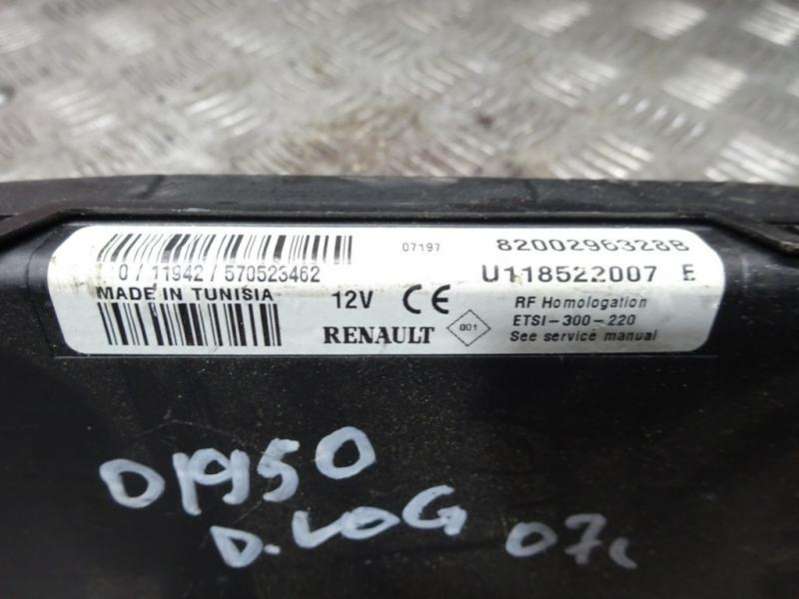 07197
8200296328B
0 / 11942 / 570523462
U118522007 E
MADE IN TUNISIA
12V CE
RF Homologation
ETSI-300-220
RENAULT
001
See service manual
01950
D.LOG 07